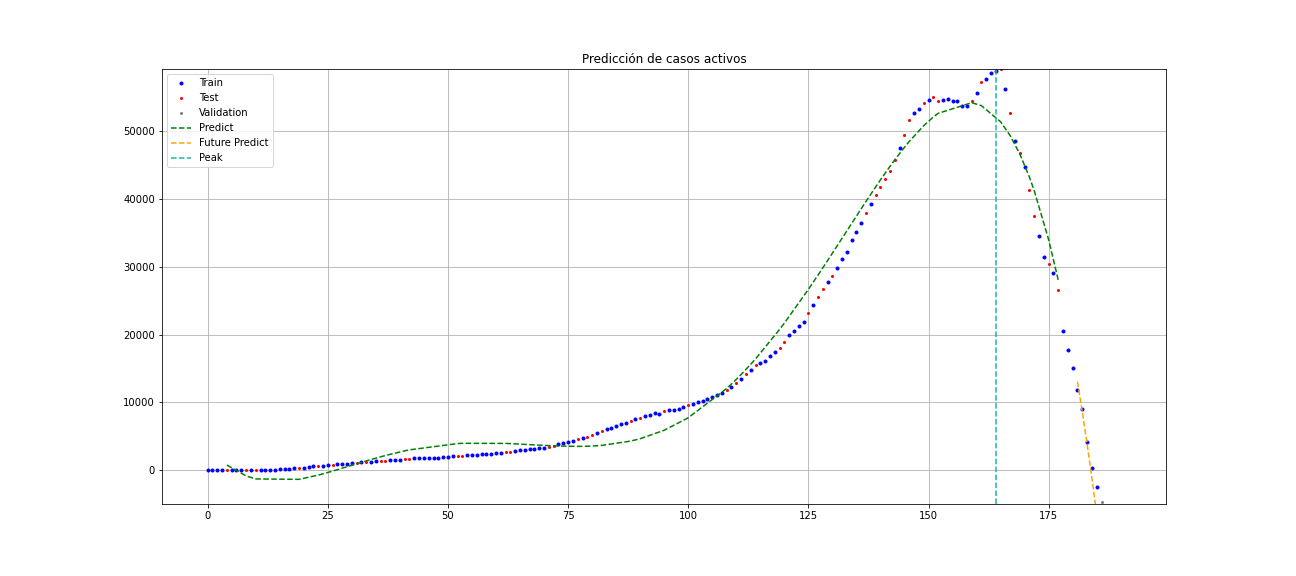 Predicción de casos activos
Train
Test
Validation
Predict
Future Predict
Peak
50000
40000
30000
20000
10000
0
0 25 50 75 100 125 150 175